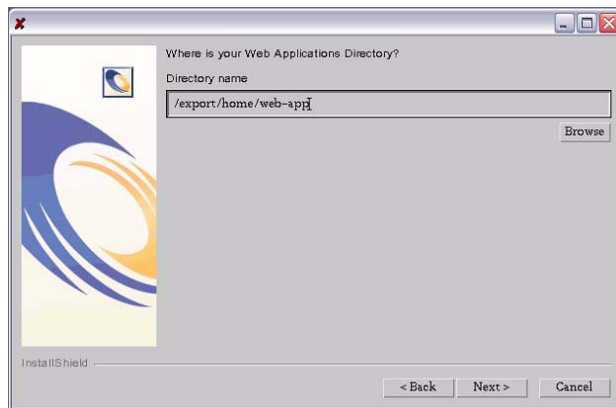 Where is your Web Applications Directory?
Directory name
/export/home/web-app
Browse
InstallShield
< Back
Next >
Cancel